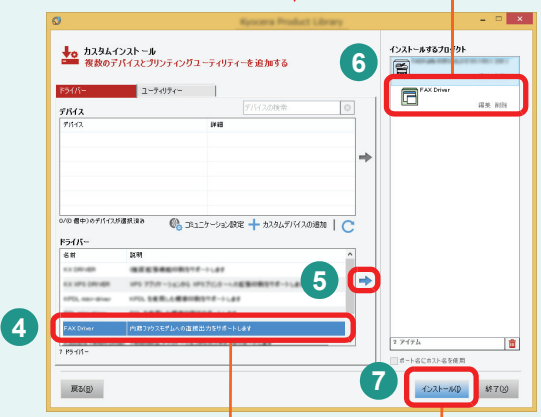 Kyocera Product Library
カスタムインストール
複数のデバイスとプリンティングユーティリティーを追加する
6
インストールするプロダクト
ドライバー
ユーティリティー
FAX Driver
編集 削除
デバイス
デバイスの検索
デバイス
詳細
0/(0 個中)のデバイスが選択済み
コミュニケーション設定
カスタムデバイスの追加
ドライバー
名前
説明
5
4
FAX Driver
内蔵ファクスモデムへの直接出力をサポートします
? ドライバー
? アイテム
ポート名にホスト名を使用
7
戻る(B)
インストール(I)
終了(X)